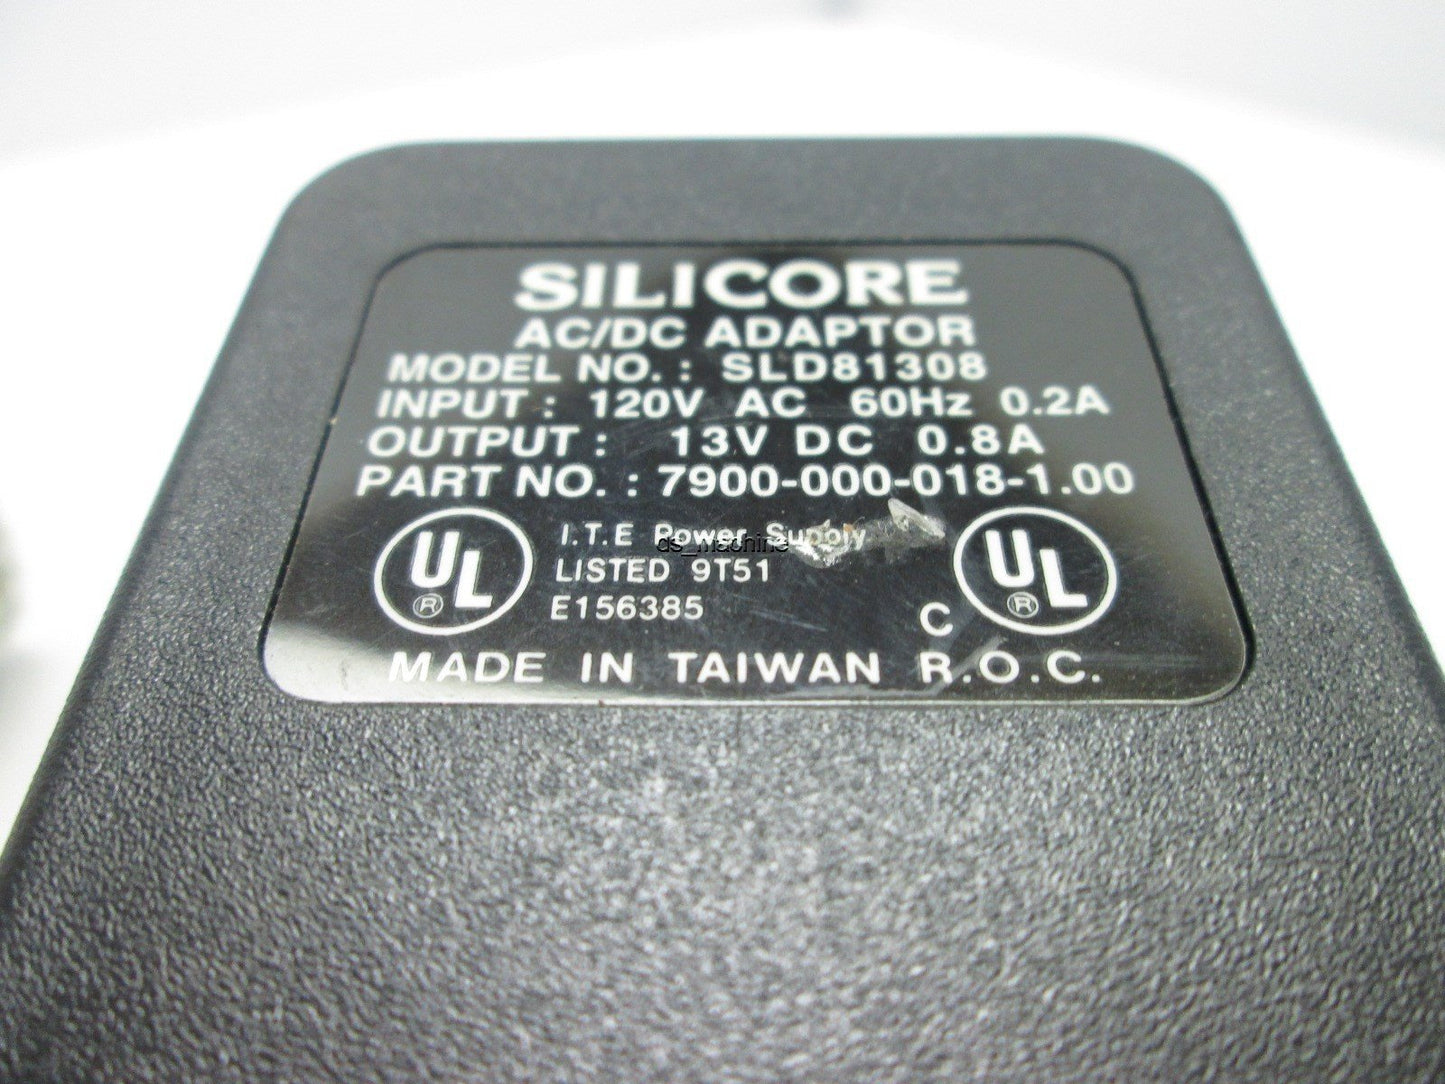 SILICORE
AC/DC ADAPTOR
MODEL NO. : SLD81308
INPUT : 120V AC 60Hz 0.2A
OUTPUT : 13V DC 0.8A
PART NO. : 7900-000-018-1.00
UL ® I.T.E Power Supply
ds_machine
LISTED 9T51
E156385
C UL ®
MADE IN TAIWAN R.O.C.